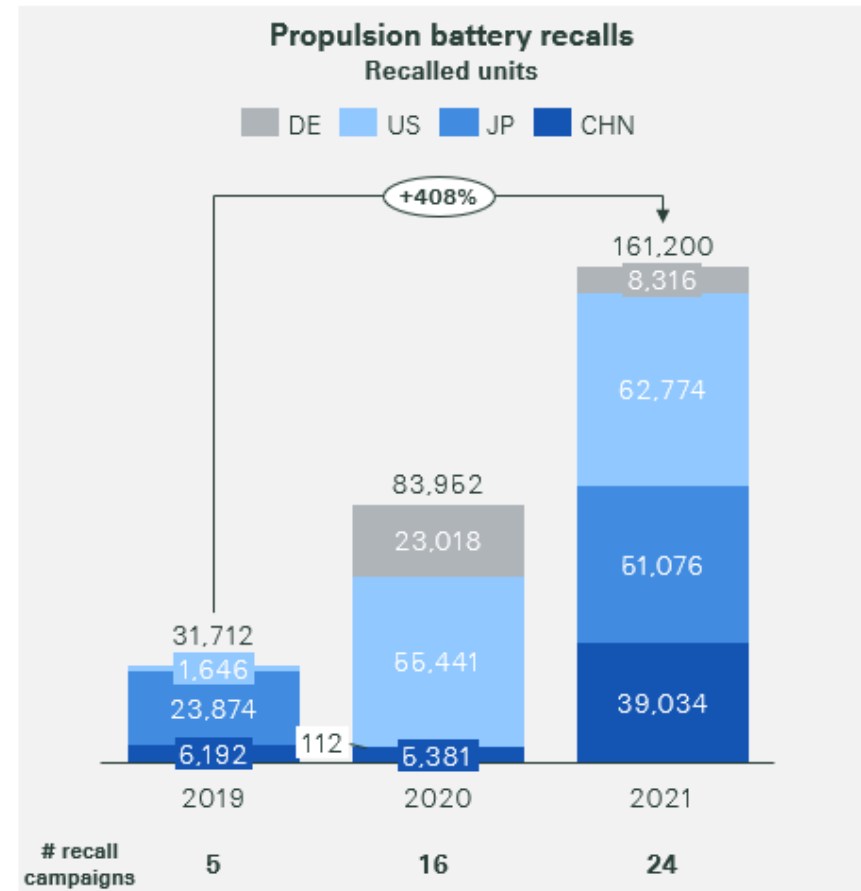 Propulsion battery recalls
Recalled units
DE US JP CHN
+408%
161,200
8,316
62,774
83,952
23,018
51,076
31,712
1,646
55,441
23,874
39,034
112
6,192
5,381
2019 2020 2021
# recall
campaigns
5 16 24